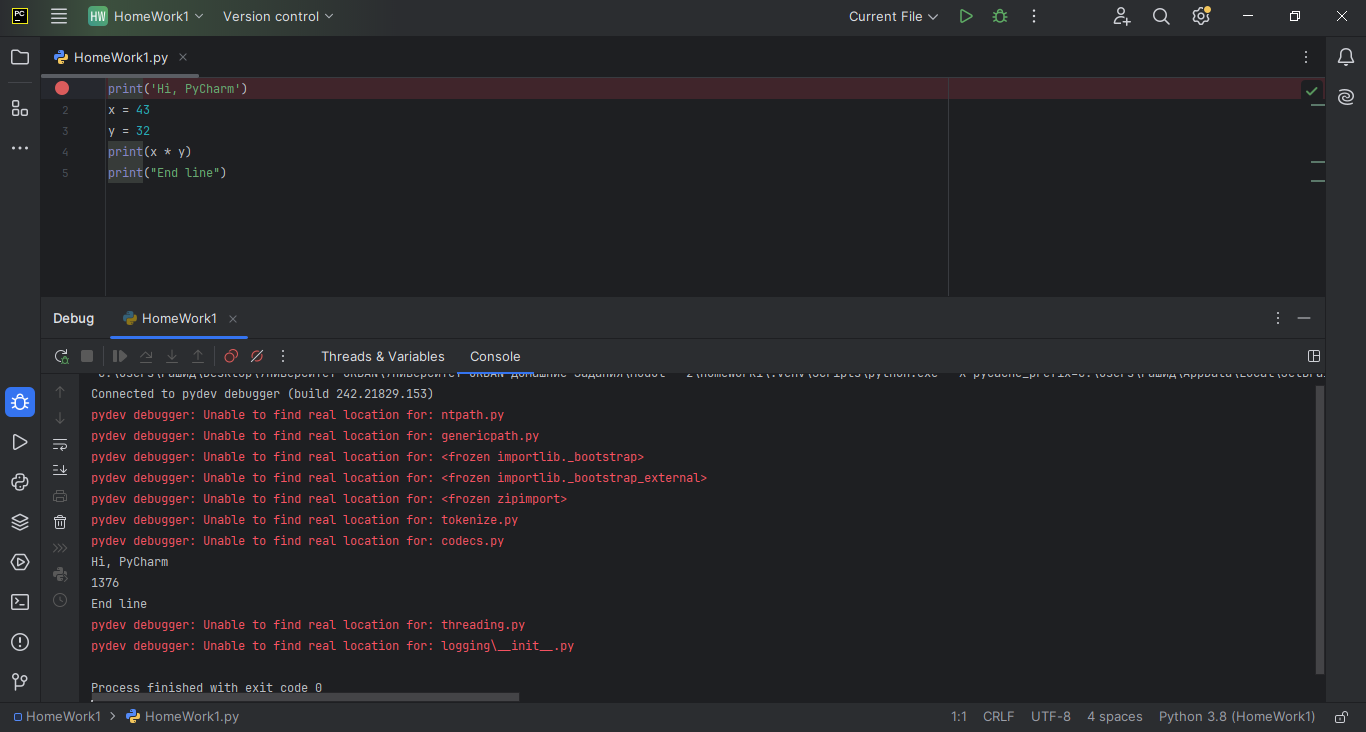 PC HW HomeWork1 Version control Current File
HomeWork1.py
print('Hi, PyCharm')
2 x = 43
3 y = 32
4 print(x * y)
5 print("End line")
Debug HomeWork1
Threads & Variables Console
Connected to pydev debugger (build 242.21829.153)
pydev debugger: Unable to find real location for: ntpath.py
pydev debugger: Unable to find real location for: genericpath.py
pydev debugger: Unable to find real location for: <frozen importlib._bootstrap>
pydev debugger: Unable to find real location for: <frozen importlib._bootstrap_external>
pydev debugger: Unable to find real location for: <frozen zipimport>
pydev debugger: Unable to find real location for: tokenize.py
pydev debugger: Unable to find real location for: codecs.py
Hi, PyCharm
1376
End line
pydev debugger: Unable to find real location for: threading.py
pydev debugger: Unable to find real location for: logging\__init__.py
Process finished with exit code 0
HomeWork1 HomeWork1.py 1:1 CRLF UTF-8 4 spaces Python 3.8 (HomeWork1)